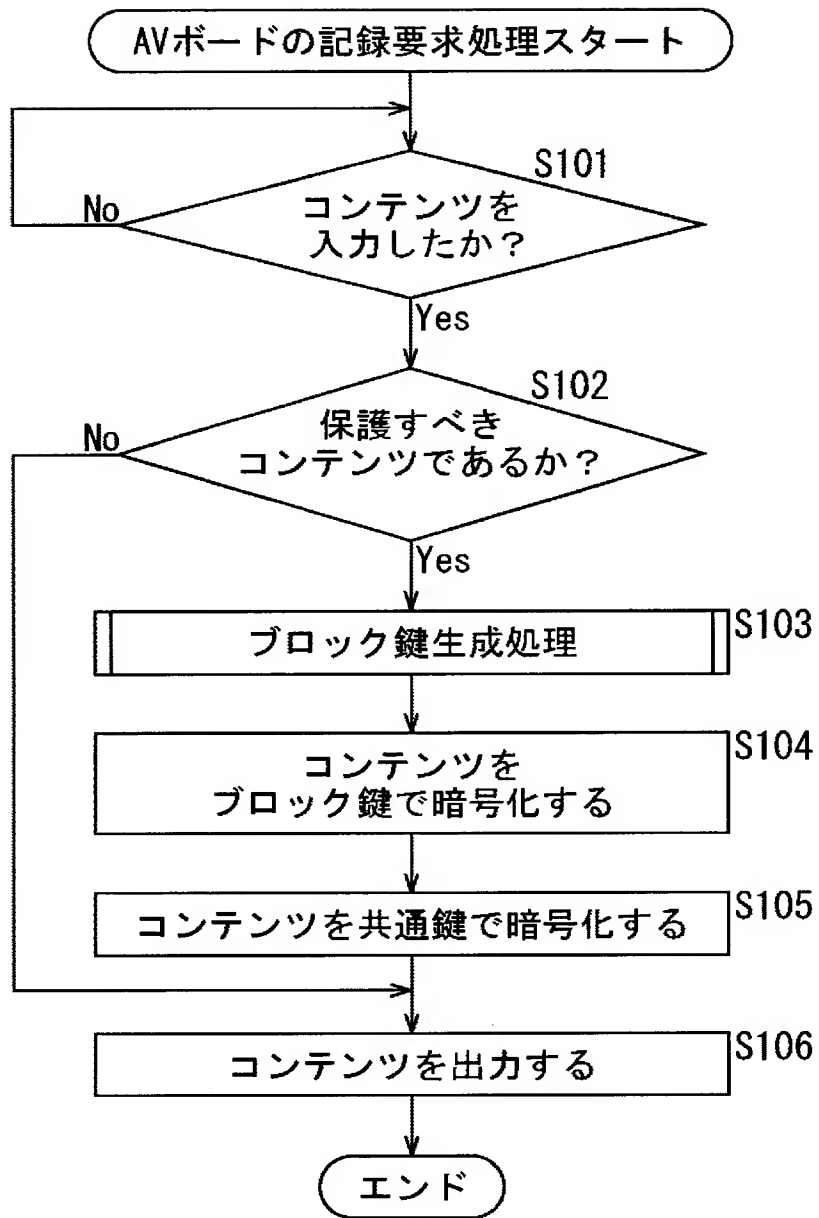 AVボードの記録要求処理スタート
S101
コンテンツを
入力したか?
No
Yes
S102
保護すべき
コンテンツであるか?
No
Yes
S103
ブロック鍵生成処理
S104
コンテンツを
ブロック鍵で暗号化する
S105
コンテンツを共通鍵で暗号化する
S106
コンテンツを出力する
エンド